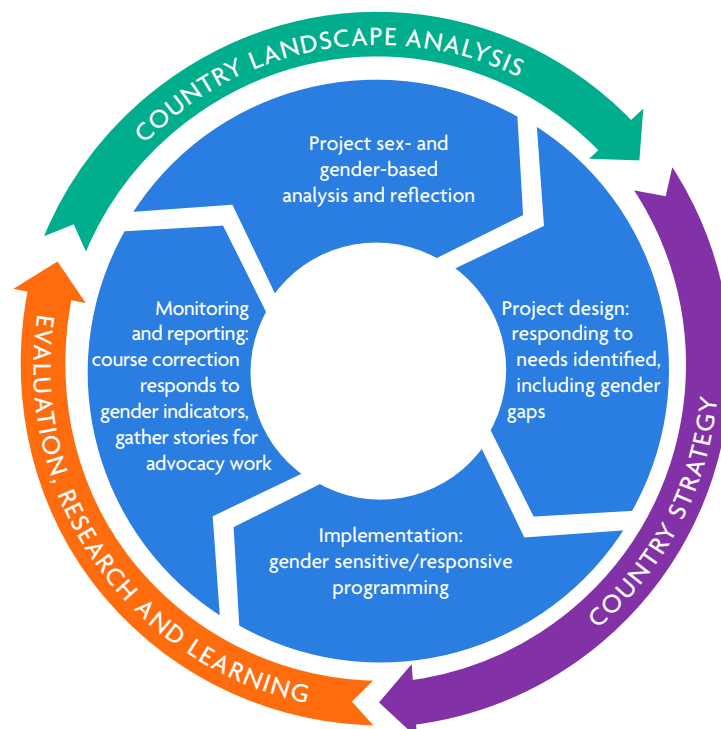 COUNTRY LANDSCAPE ANALYSIS
Project sex- and
gender-based
analysis and reflection
Project design:
responding to
needs identified,
including gender
gaps
COUNTRY STRATEGY
Implementation:
gender sensitive/responsive
programming
Monitoring
and reporting:
course correction
responds to
gender indicators,
gather stories for
advocacy work
EVALUATION, RESEARCH AND LEARNING